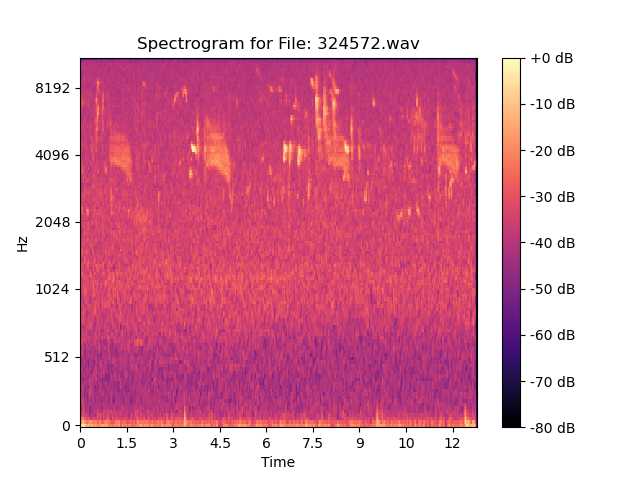 Spectrogram for File: 324572.wav
8192
4096
2048
1024
512
0
Hz
0 1.5 3 4.5 6 7.5 9 10 12
Time
+0 dB
-10 dB
-20 dB
-30 dB
-40 dB
-50 dB
-60 dB
-70 dB
-80 dB